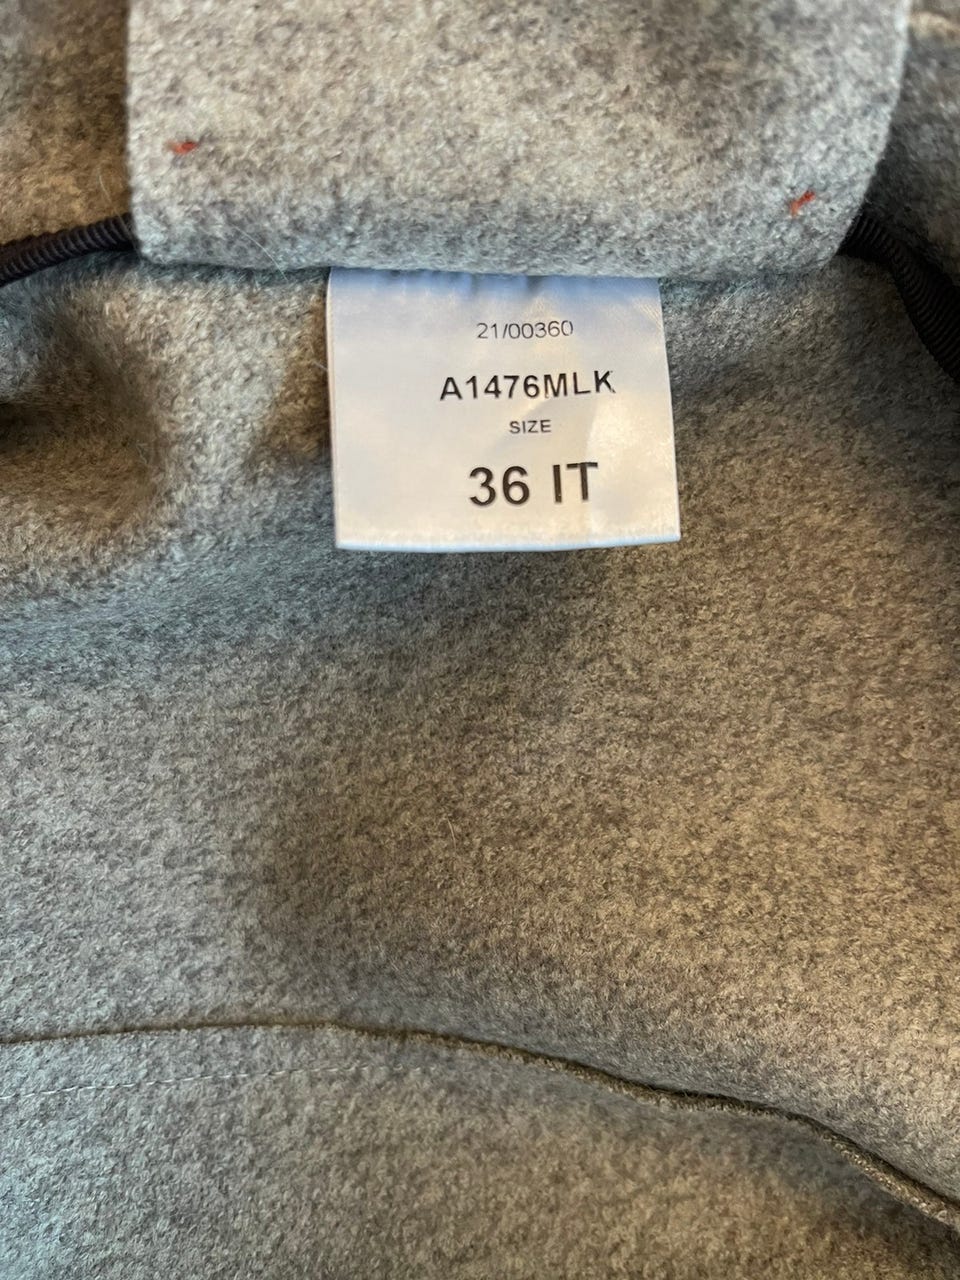 21/00360
A1476MLK
SIZE
36 IT